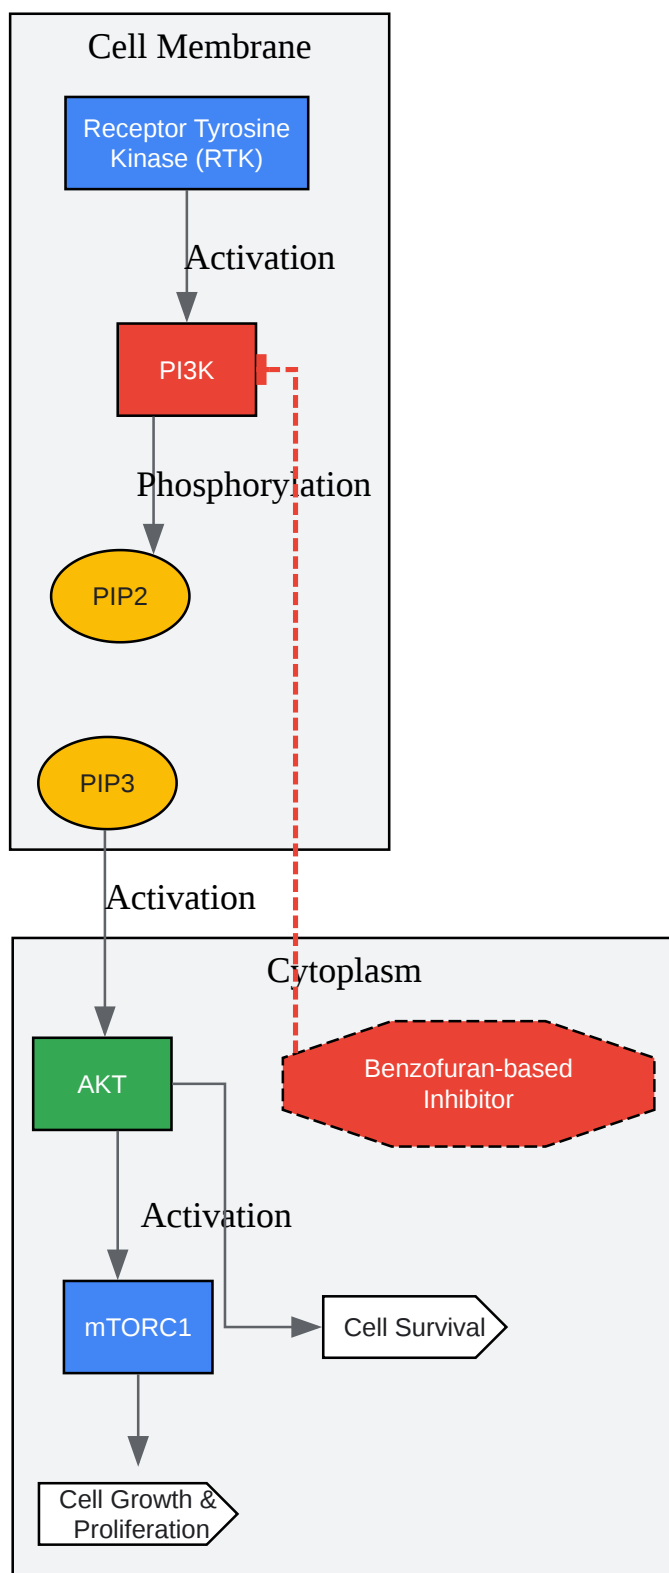 Cell Membrane
Receptor Tyrosine
Kinase (RTK)
Activation
PI3K
Phosphorylation
PIP2
PIP3
Activation
Cytoplasm
AKT
Benzofuran-based
Inhibitor
Activation
mTORC1
Cell Survival
Cell Growth &
Proliferation